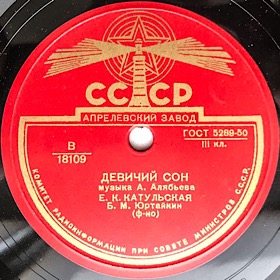 СССР
АПРЕЛЕВСКИЙ ЗАВОД
В
18109
ГОСТ 5289-50
III кл.
ДЕВИЧИЙ СОН
музыка А. Алябьева
Е. К. КАТУЛЬСКАЯ
Б. М. Юртайкин
(ф-но)
КОМИТЕТ РАДИОИНФОРМАЦИИ ПРИ СОВЕТЕ МИНИСТРОВ С.С.С.Р.